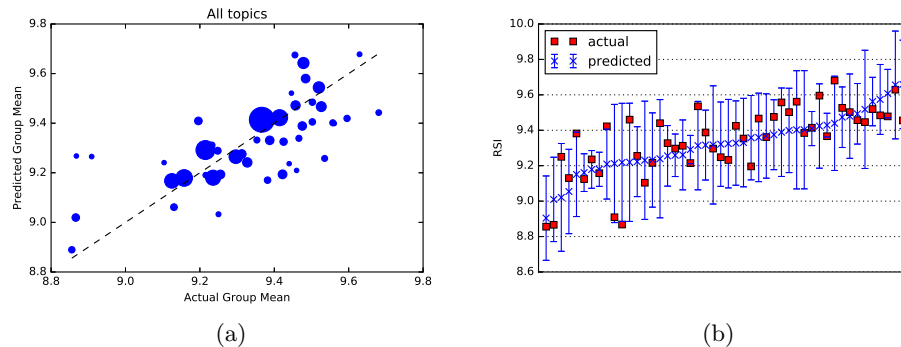 All topics
9.8
9.6
9.4
9.2
9.0
8.8
8.8 9.0 9.2 9.4 9.6 9.8
Predicted Group Mean
Actual Group Mean
(a)
10.0
9.8
9.6
9.4
9.2
9.0
8.8
8.6
RSI
actual
predicted
(b)